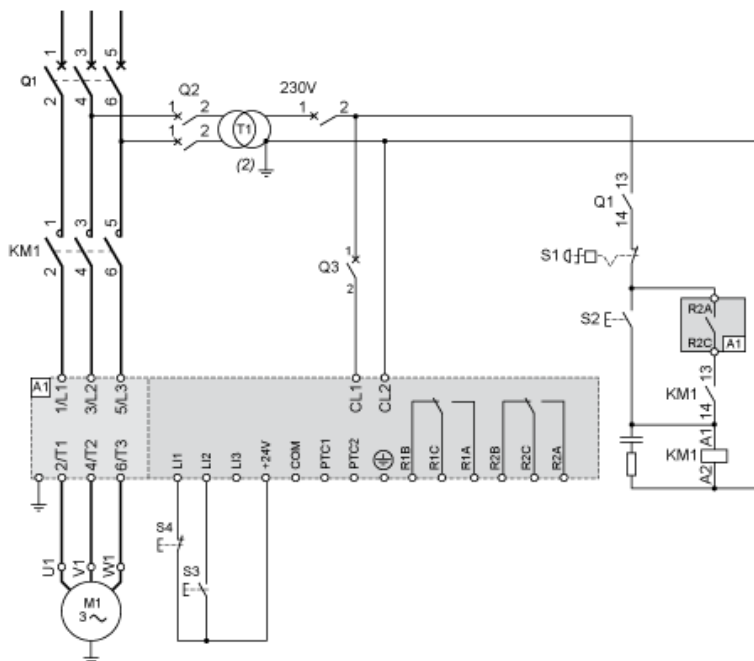 1 3 5
Q1
2 4 6
Q2
1 2
1 2
T1
(2)
230V
1 2
13
Q1
14
S1
1 3 5
KM1
2 4 6
1
Q3
2
S2
R2A
R2C
A1
13
KM1
14
A1
KM1
A2
A1
1/L1 3/L2 5/L3
CL1 CL2
2/T1 4/T2 6/T3
LI1 LI2 LI3 +24V COM PTC1 PTC2 R1B R1C R1A R2B R2C R2A
S4
S3
U1 V1 W1
M1
3